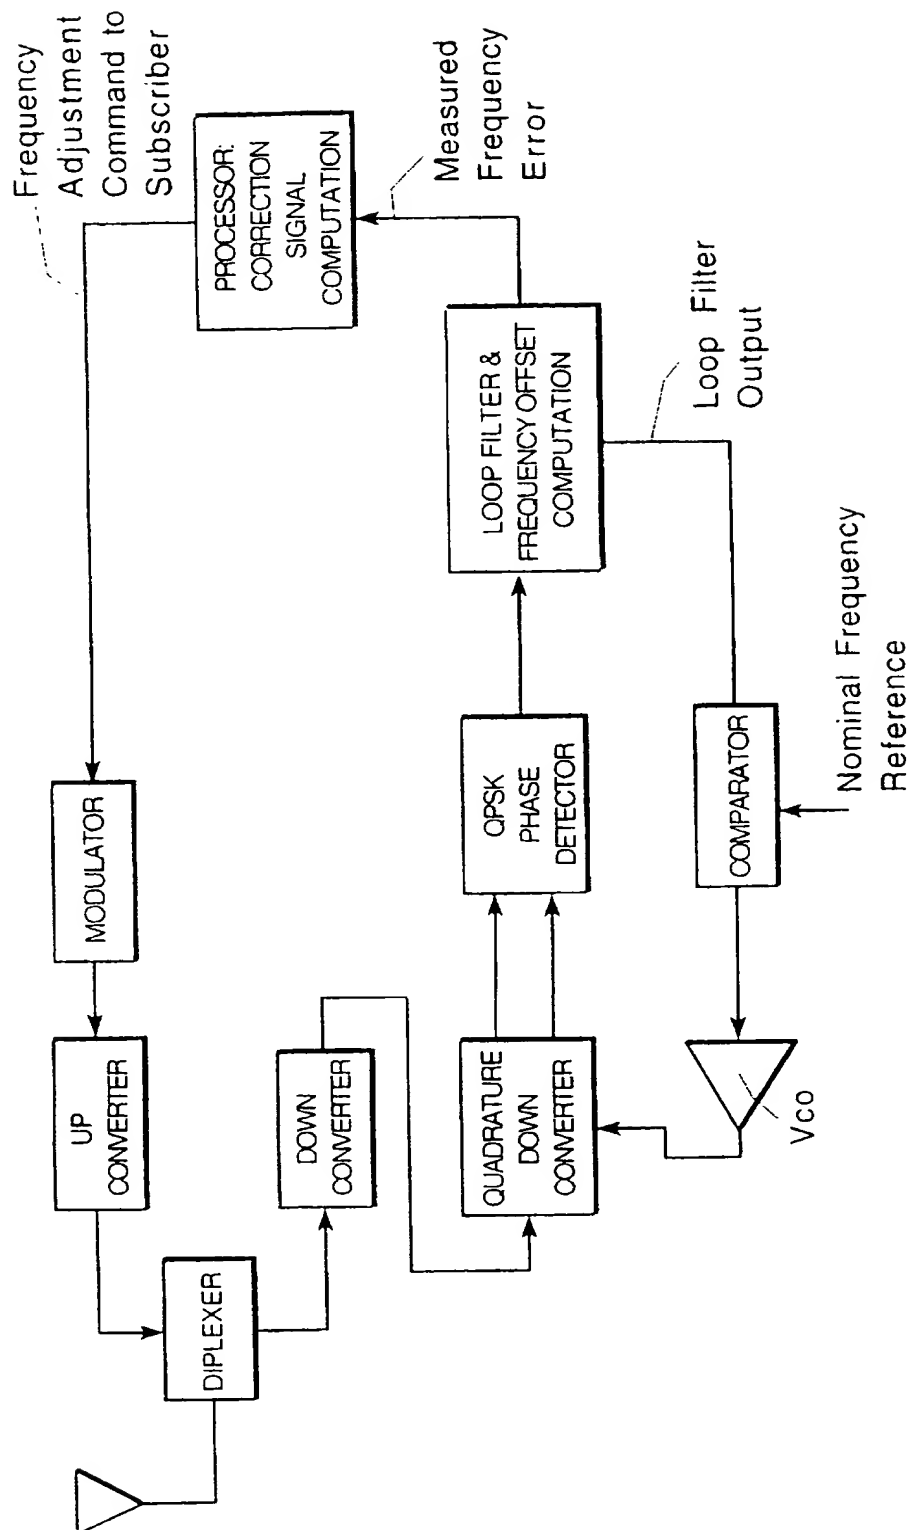 Frequency
Adjustment
Command to
Subscriber
UP
CONVERTER
MODULATOR
PROCESSOR:
CORRECTION
SIGNAL
COMPUTATION
DIPLEXER
DOWN
CONVERTER
Measured
Frequency
Error
QUADRATURE
DOWN
CONVERTER
QPSK
PHASE
DETECTOR
LOOP FILTER &
FREQUENCY OFFSET
COMPUTATION
Loop Filter
Output
Vco
COMPARATOR
Nominal Frequency
Reference